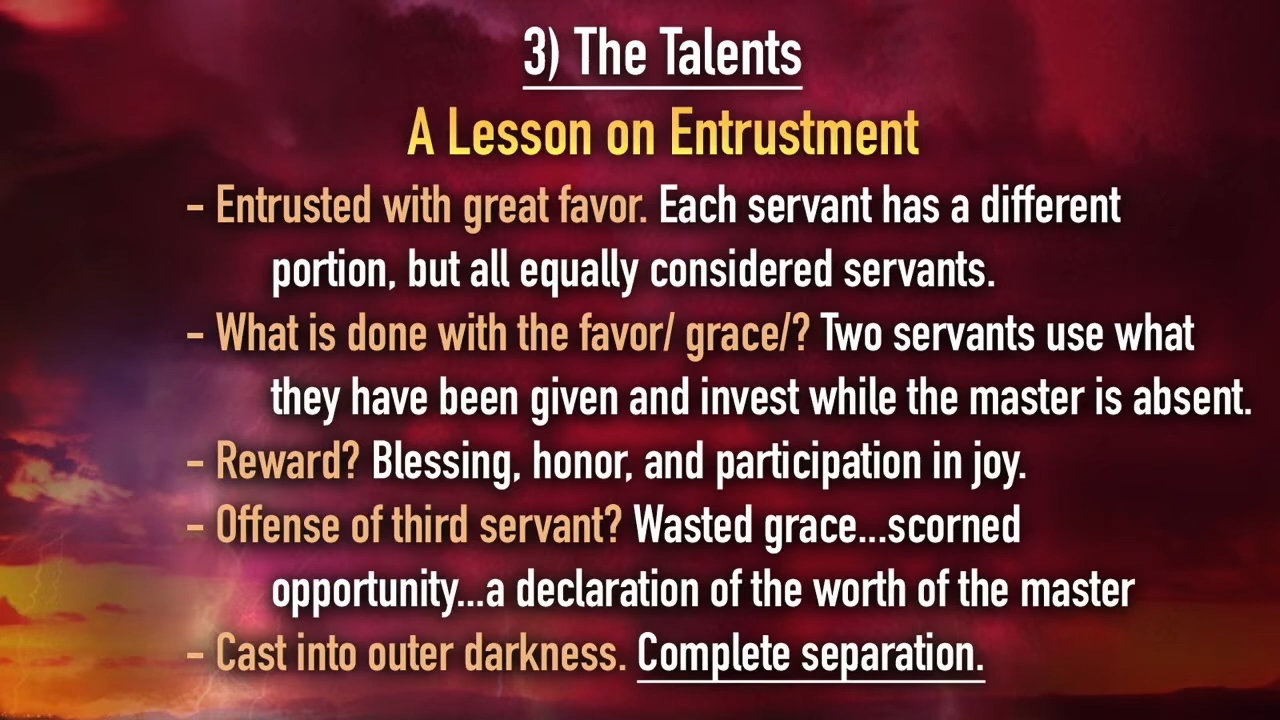 3) The Talents
A Lesson on Entrustment
– Entrusted with great favor. Each servant has a different
portion, but all equally considered servants.
– What is done with the favor/ grace/? Two servants use what
they have been given and invest while the master is absent.
– Reward? Blessing, honor, and participation in joy.
– Offense of third servant? Wasted grace...scorned
opportunity...a declaration of the worth of the master
– Cast into outer darkness. Complete separation.